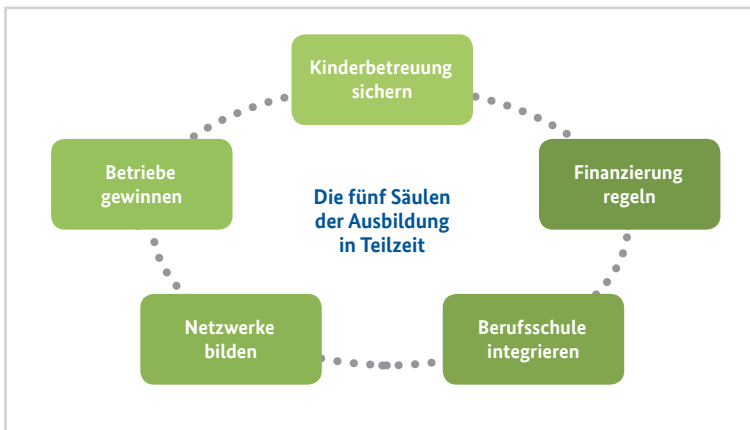 Kinderbetreuung
sichern
Betriebe
gewinnen
Finanzierung
regeln
Die fünf Säulen
der Ausbildung
in Teilzeit
Netzwerke
bilden
Berufsschule
integrieren